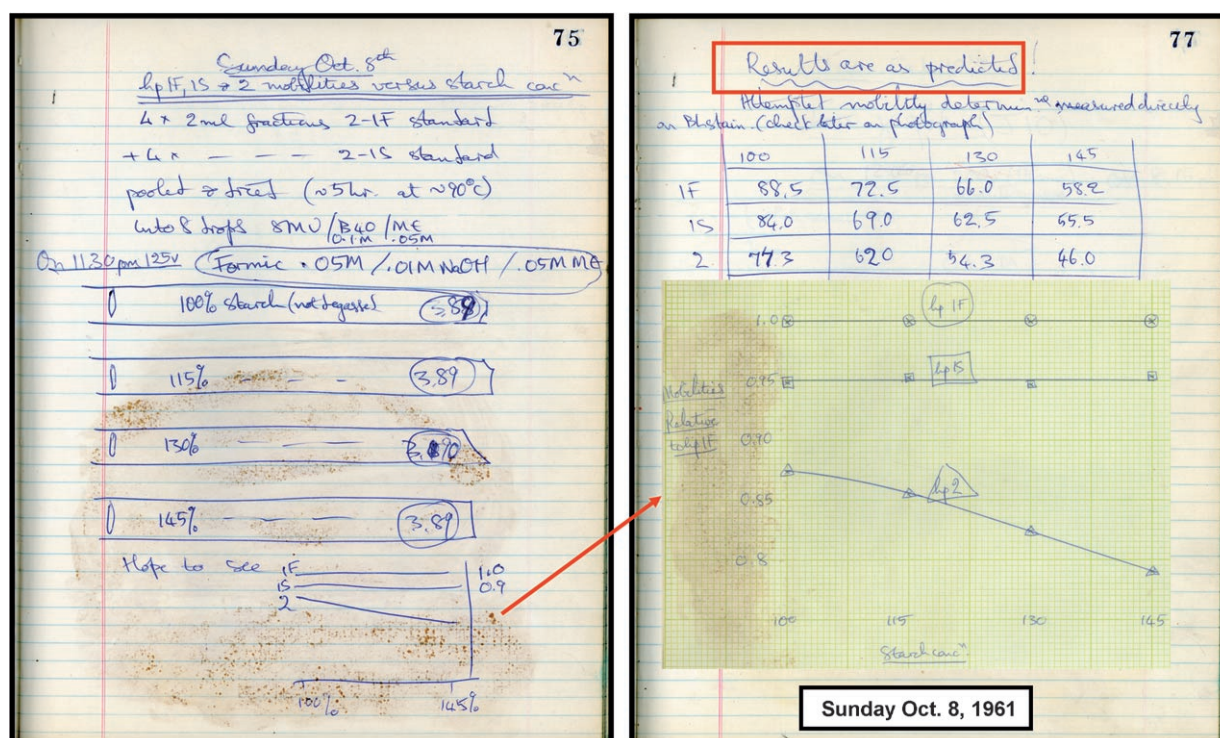 75
Sunday Oct. 8th
hp 1F, 1S & 2 mobilities versus starch concn
4 x 2ml fractions 2-1F standard
+ 4 x — — — 2-1S standard
pooled & dried (~5 hr. at ~90°C)
into 8 drops 8MU/B40/ME
0.1M .05M
On 11.30 pm 125v Formic .05M/.01M NaOH/.05M ME
100% Starch (not degassed 3.89
115% — — - 3.89
130% — — — 3.90
145% — — — 3.89
Hope to see 1F 1.0
1S 0.9
2
100% 145%
77
Results are as predicted!
Attempted mobility determinns measured directly
on Bl. stain. (check later on photograph)
100 115 130 145
1F 88.5 72.5 66.0 58.2
1S 84.0 69.0 62.5 55.5
2 77.3 62.0 54.3 46.0
hp 1F
1.0
hp 1S
0.95
Mobilities
Relative
to hp 1F
0.90
hp 2
0.85
0.8
100 115 130 145
Starch concn
Sunday Oct. 8, 1961